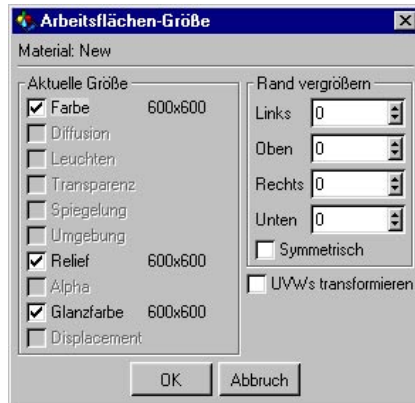 Arbeitsflächen-Größe
Material: New
Aktuelle Größe
Farbe 600x600
Diffusion
Leuchten
Transparenz
Spiegelung
Umgebung
Relief 600x600
Alpha
Glanzfarbe 600x600
Displacement
Rand vergrößern
Links 0
Oben 0
Rechts 0
Unten 0
Symmetrisch
UVWs transformieren
OK Abbruch